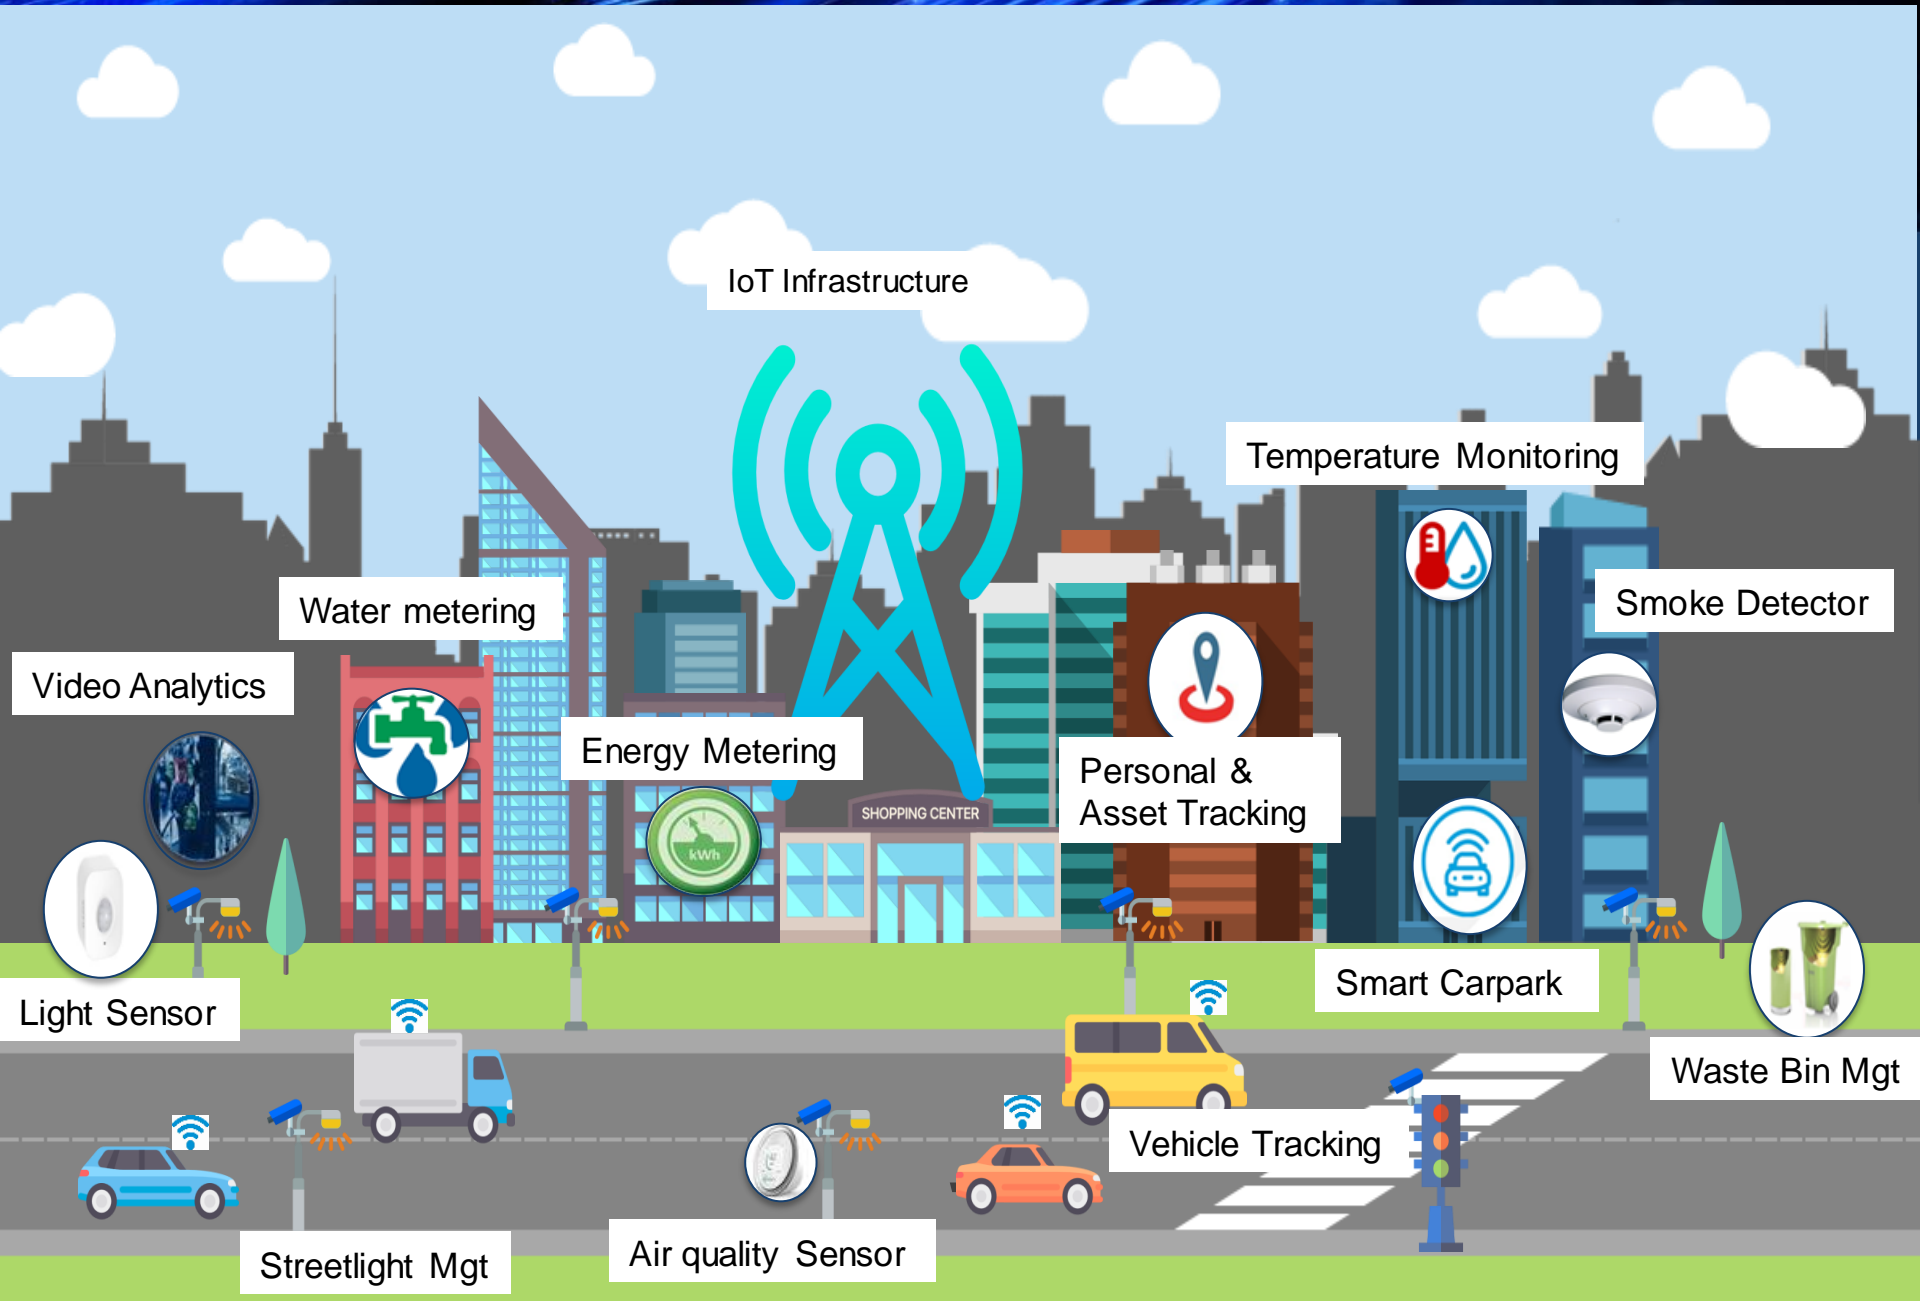 IoT Infrastructure
Temperature Monitoring
Water metering
Smoke Detector
Video Analytics
Energy Metering
Personal &
Asset Tracking
SHOPPING CENTER
kWh
Light Sensor
Smart Carpark
Waste Bin Mgt
Vehicle Tracking
Streetlight Mgt
Air quality Sensor